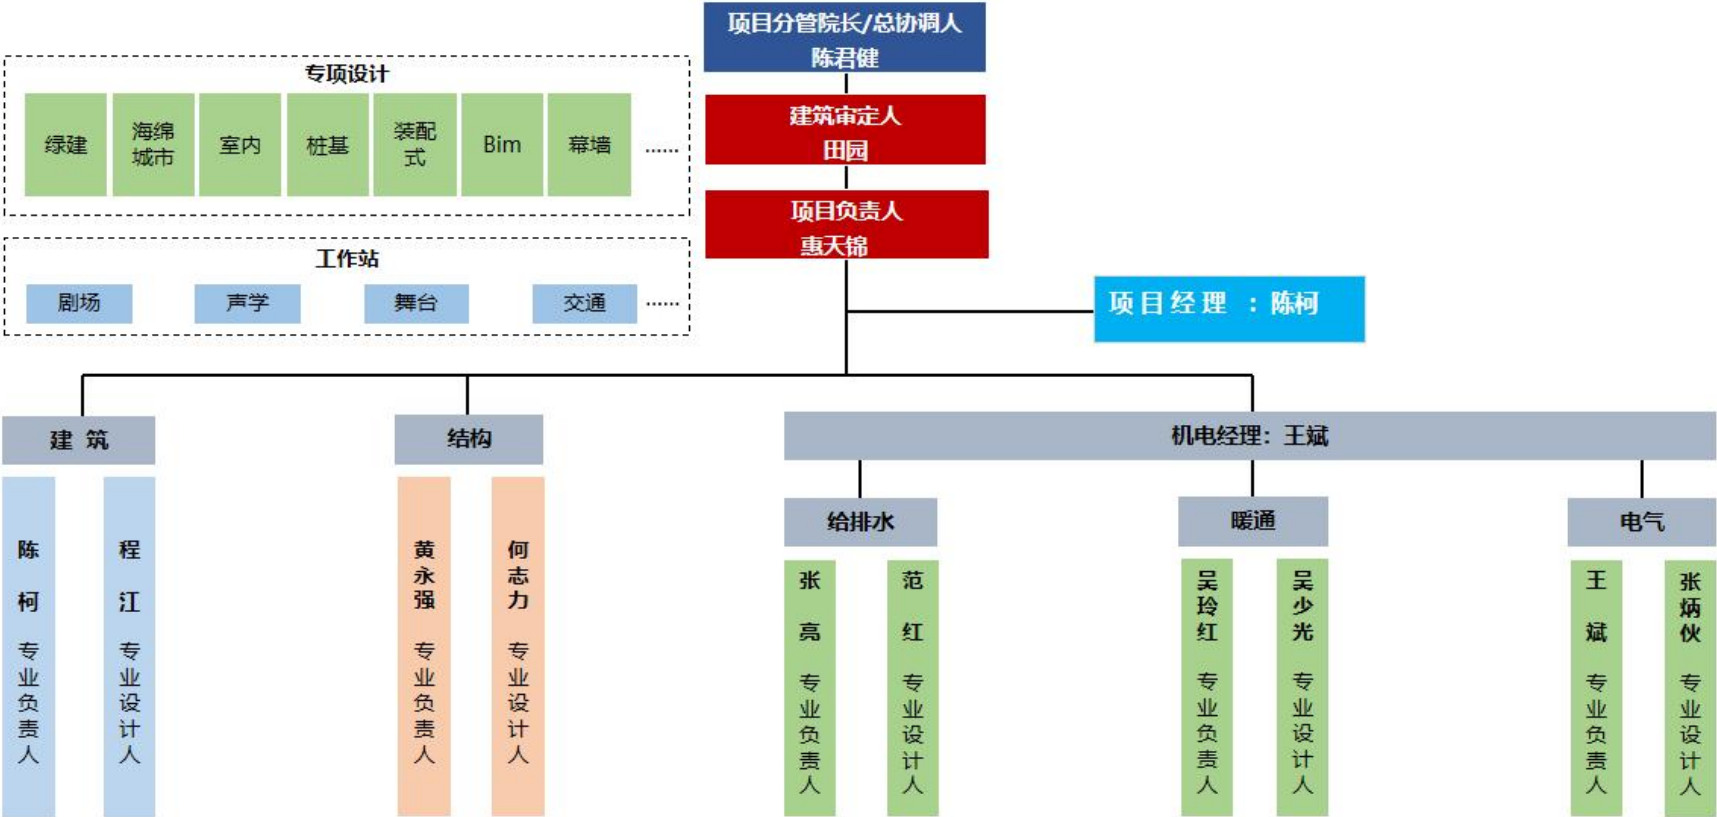 项目分管院长/总协调人
陈君健
建筑审定人
田园
项目负责人
惠天锦
项目经理 ：陈柯
专项设计
绿建
海绵
城市
室内
桩基
装配
式
Bim
幕墙
......
工作站
剧场
声学
舞台
交通
......
建 筑
陈 柯 专业负责人
程 江 专业设计人
结构
黄永强 专业负责人
何志力 专业设计人
机电经理：王斌
给排水
张 亮 专业负责人
范 红 专业设计人
暖通
吴玲红 专业负责人
吴少光 专业设计人
电气
王 斌 专业负责人
张炳伙 专业设计人